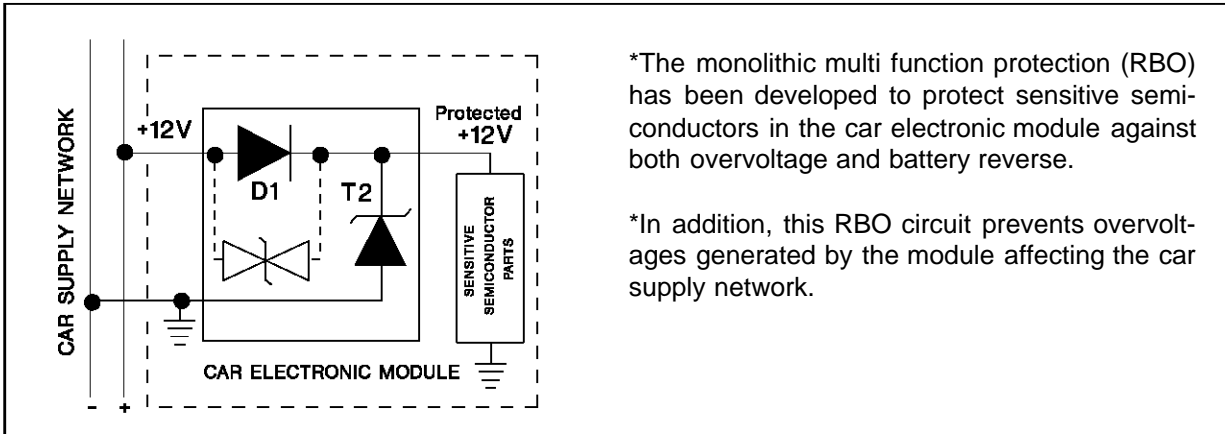 CAR SUPPLY NETWORK
+12V
D1
T2
Protected
+12V
SENSITIVE
SEMICONDUCTOR
PARTS
CAR ELECTRONIC MODULE
- +
*The monolithic multi function protection (RBO)
has been developed to protect sensitive semi-
conductors in the car electronic module against
both overvoltage and battery reverse.
*In addition, this RBO circuit prevents overvolt-
ages generated by the module affecting the car
supply network.